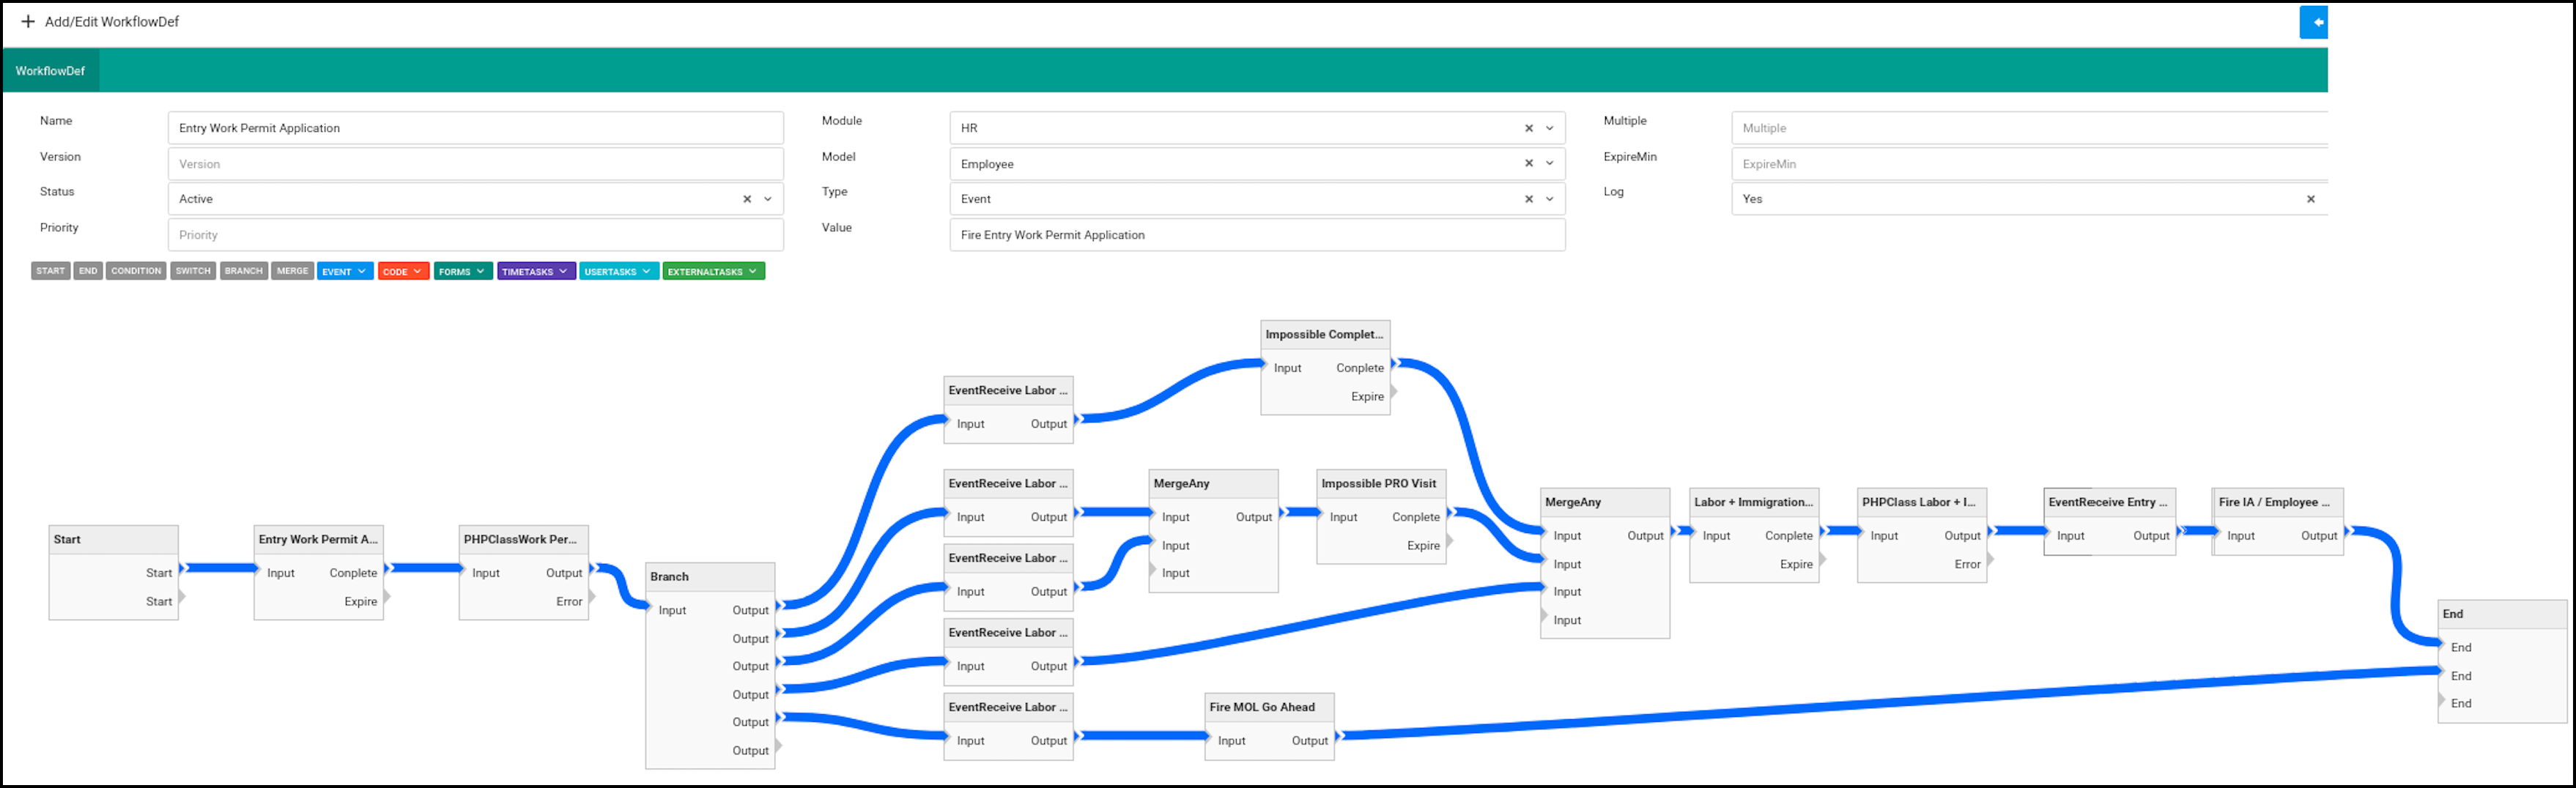 Add/Edit WorkflowDef
WorkflowDef
Name
Entry Work Permit Application
Module
HR
Multiple
Multiple
Version
Version
Model
Employee
ExpireMin
ExpireMin
Status
Active
Type
Event
Log
Yes
Priority
Priority
Value
Fire Entry Work Permit Application
START
END
CONDITION
SWITCH
BRANCH
MERGE
EVENT
CODE
FORMS
TIMETASKS
USERTASKS
EXTERNALTASKS
Start
Start
Start
Entry Work Permit A...
Input Conplete
Expire
PHPClassWork Per...
Input Output
Error
Branch
Input Output
Output
Output
Output
Output
Output
EventReceive Labor ...
Input Output
EventReceive Labor ...
Input Output
EventReceive Labor ...
Input Output
EventReceive Labor ...
Input Output
EventReceive Labor ...
Input Output
Impossible Complet...
Input Conplete
Expire
MergeAny
Input Output
Input
Input
Impossible PRO Visit
Input Conplete
Expire
Fire MOL Go Ahead
Input Output
MergeAny
Input Output
Input
Input
Input
Labor + Immigration...
Input Conplete
Expire
PHPClass Labor + I...
Input Output
Error
EventReceive Entry ...
Input Output
Fire IA / Employee ...
Input Output
End
End
End
End